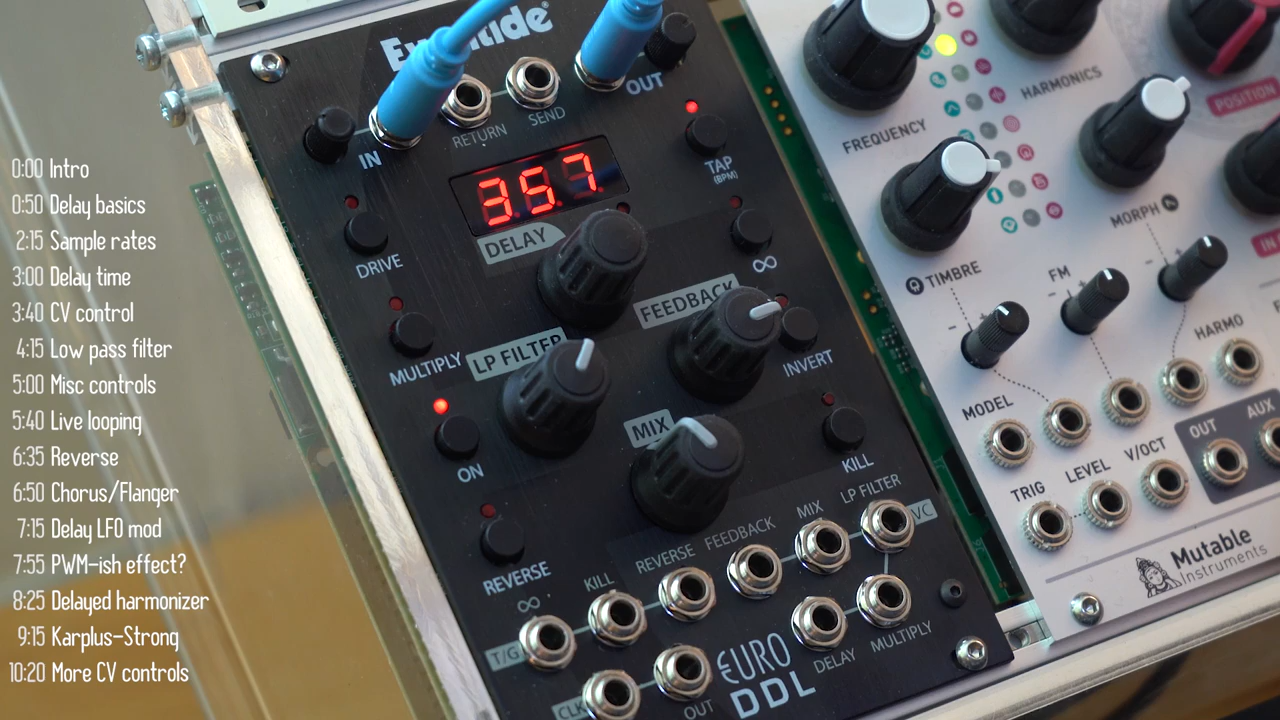 0:00 Intro
0:50 Delay basics
2:15 Sample rates
3:00 Delay time
3:40 CV control
4:15 Low pass filter
5:00 Misc controls
5:40 Live looping
6:35 Reverse
6:50 Chorus/Flanger
7:15 Delay LFO mod
7:55 PWM-ish effect?
8:25 Delayed harmonizer
9:15 Karplus-Strong
10:20 More CV controls
IN
RETURN
SEND
OUT
357
TAP
(BPM)
DELAY
DRIVE
∞
FEEDBACK
MULTIPLY
LP FILTER
INVERT
ON
MIX
KILL
REVERSE
∞
KILL
REVERSE
FEEDBACK
MIX
LP FILTER
VC
T/G
CLK
OUT
DELAY
MULTIPLY
€URO
DDL
FREQUENCY
HARMONICS
POSITION
TIMBRE
FM
MORPH
HARMO
MODEL
TRIG
LEVEL
V/OCT
OUT
AUX
Mutable
Instruments